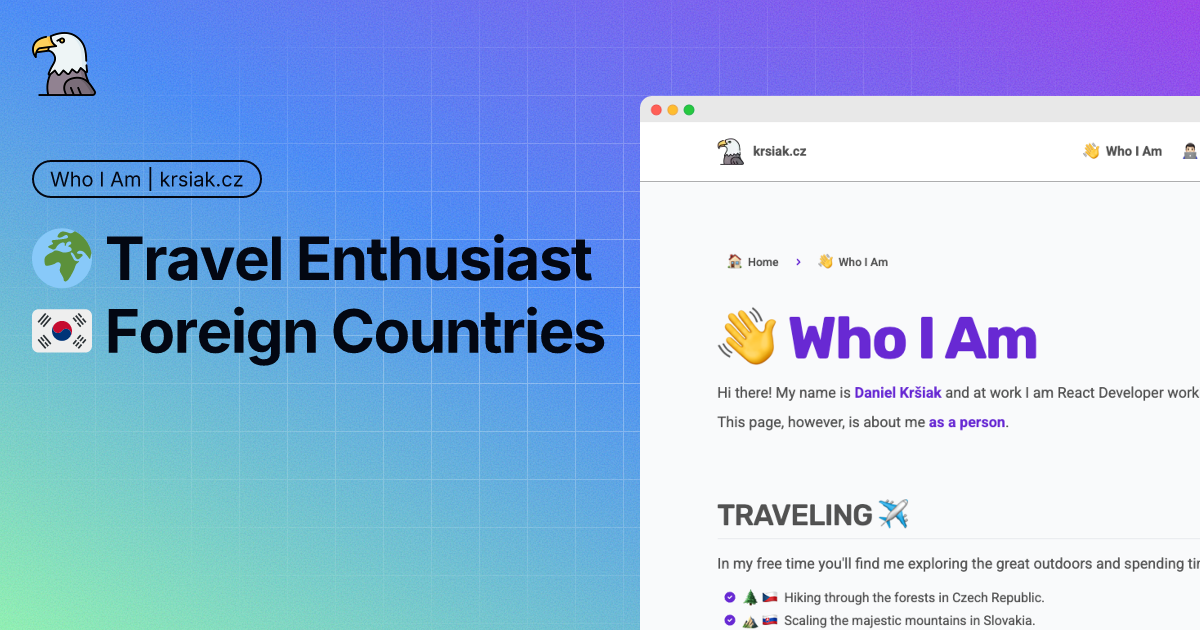 Who I Am | krsiak.cz
Travel Enthusiast
Foreign Countries
krsiak.cz
Who I Am
Home
Who I Am
Who I Am
Hi there! My name is Daniel Kršiak and at work I am React Developer work
This page, however, is about me as a person.
TRAVELING
In my free time you'll find me exploring the great outdoors and spending
Hiking through the forests in Czech Republic.
Scaling the majestic mountains in Slovakia.